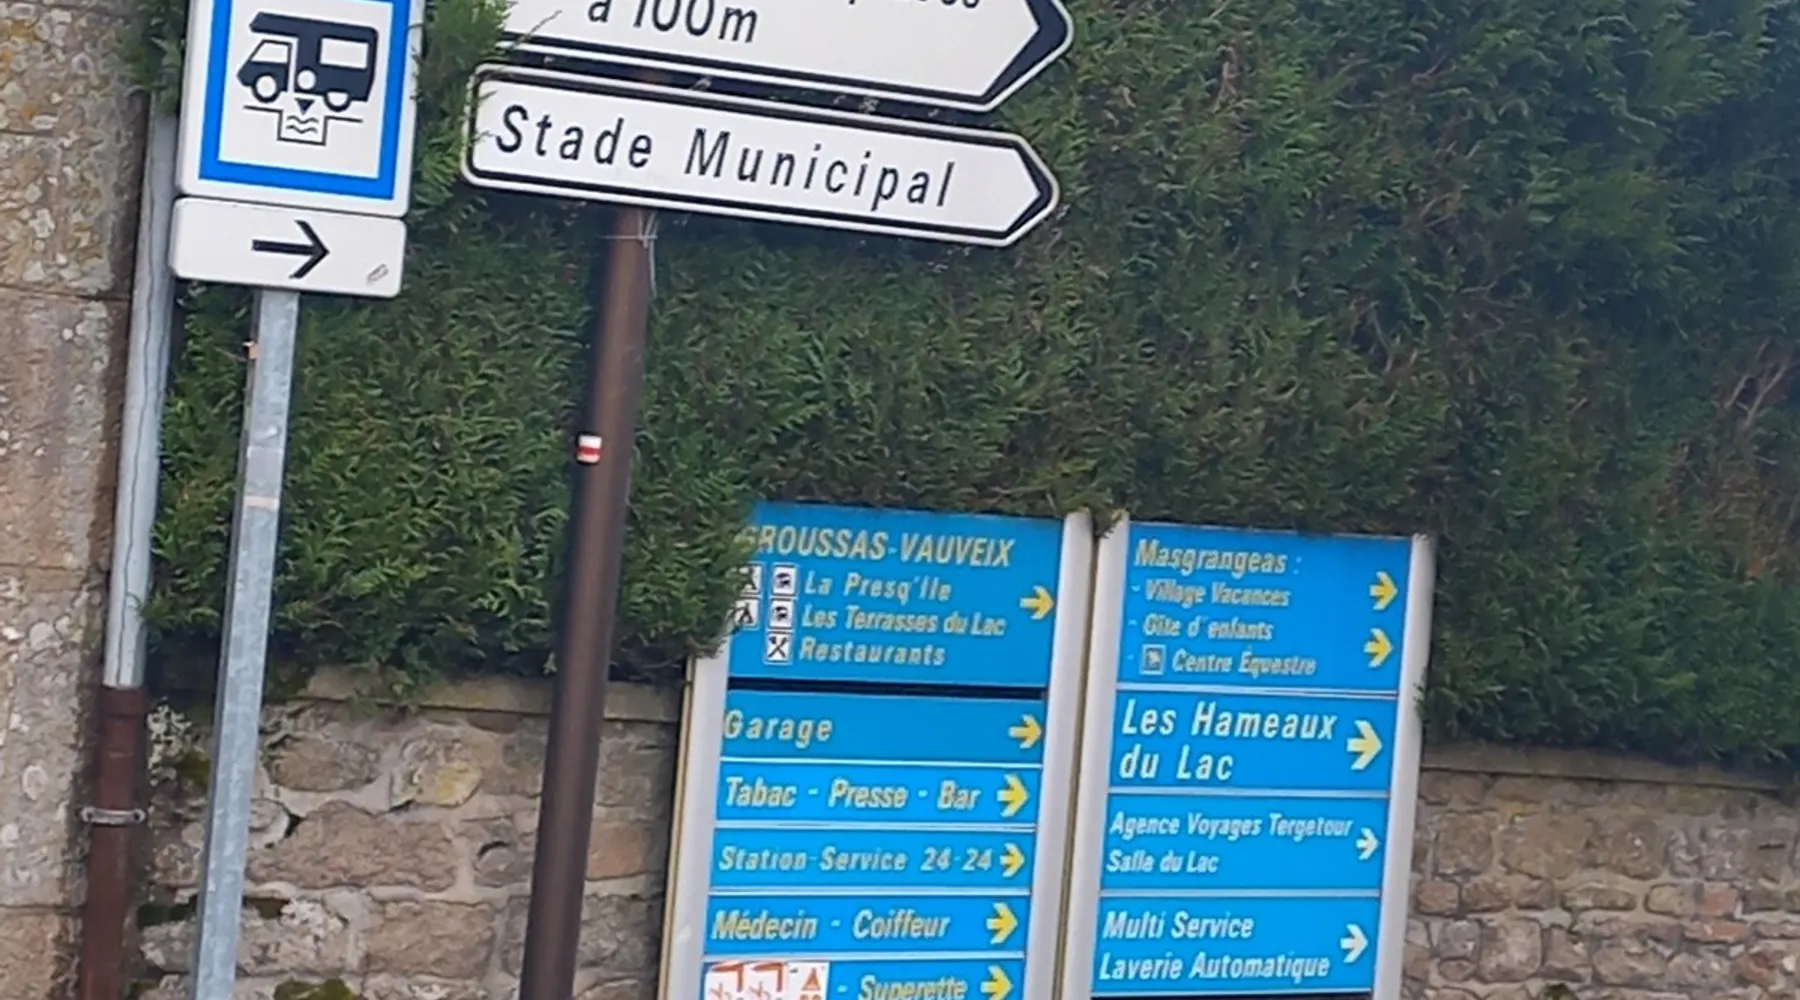 à 100m
Stade Municipal
GROUSSAS-VAUVEIX
La Presq'île
Les Terrasses du Lac
Restaurants
Garage
Tabac - Presse - Bar
Station-Service 24-24
Médecin - Coiffeur
- Superette
Masgrangeas :
- Village Vacances
- Gîte d'enfants
- Centre Equestre
Les Hameaux
du Lac
Agence Voyages Tergetour
Salle du Lac
Multi Service
Laverie Automatique